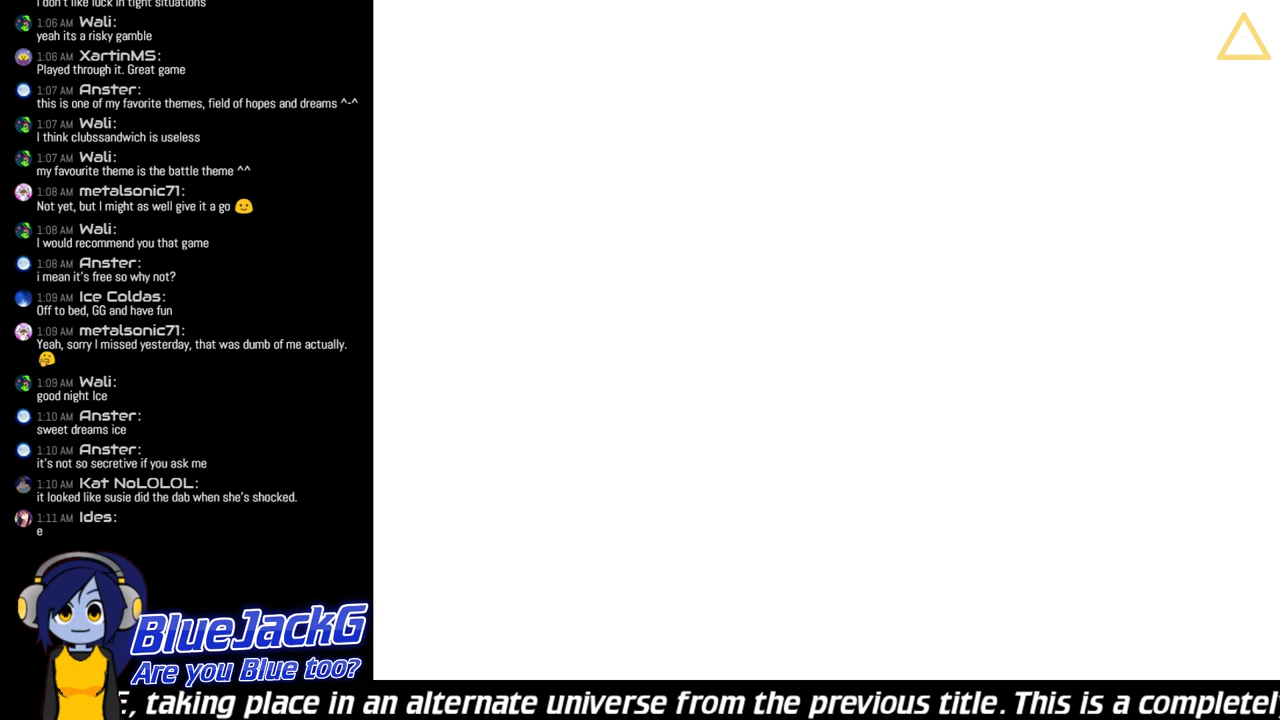 I don't like luck in tight situations
1:06 AM Wali:
yeah its a risky gamble
1:06 AM XartinMS:
Played through it. Great game
1:07 AM Anster:
this is one of my favorite themes, field of hopes and dreams ^-^
1:07 AM Wali:
I think clubssandwich is useless
1:07 AM Wali:
my favourite theme is the battle theme ^^
1:08 AM metalsonic71:
Not yet, but I might as well give it a go
1:08 AM Wali:
I would recommend you that game
1:08 AM Anster:
i mean it's free so why not?
1:09 AM Ice Coldas:
Off to bed, GG and have fun
1:09 AM metalsonic71:
Yeah, sorry I missed yesterday, that was dumb of me actually.
1:09 AM Wali:
good night Ice
1:10 AM Anster:
sweet dreams ice
1:10 AM Anster:
it's not so secretive if you ask me
1:10 AM Kat NoLOLOL:
it looked like susie did the dab when she's shocked.
1:11 AM Ides:
e
BlueJackG
Are you Blue too?
E, taking place in an alternate universe from the previous title. This is a completel